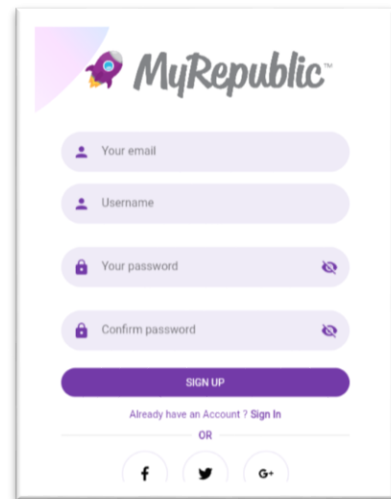 MyRepublic™
Your email
Username
Your password
Confirm password
SIGN UP
Already have an Account ? Sign In
OR
f
G+